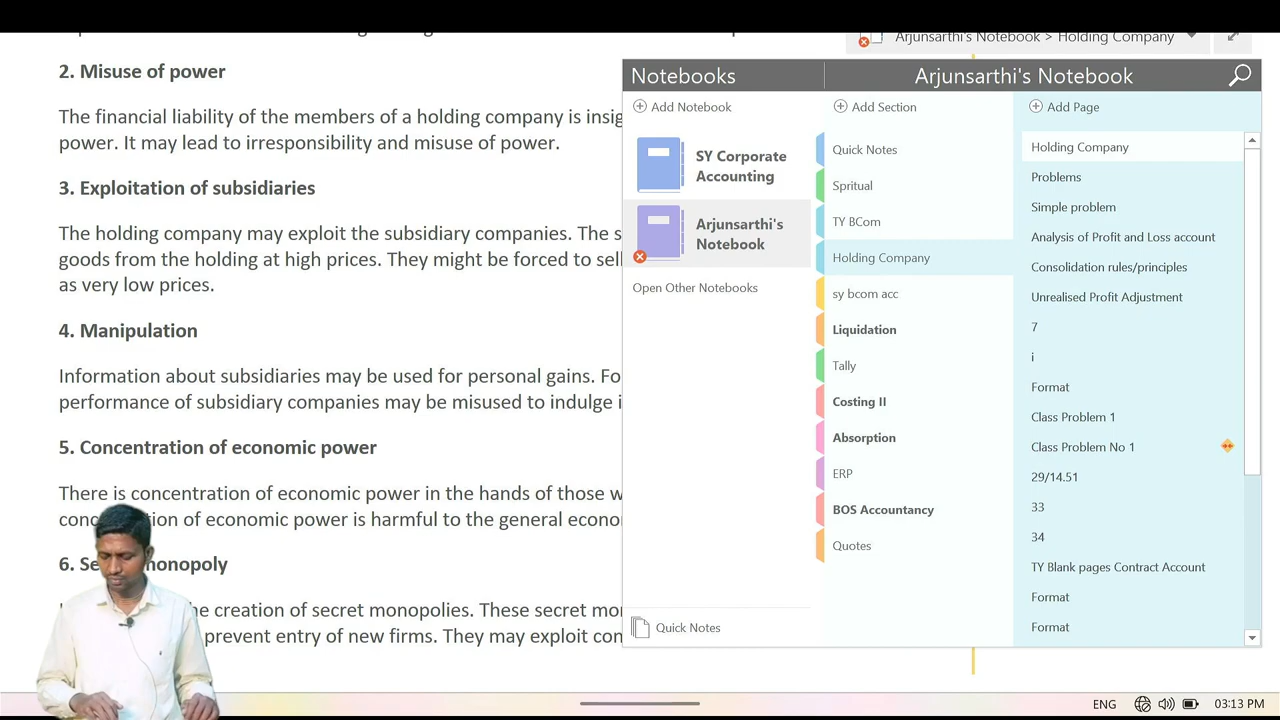 Arjunsarthi's Notebook > Holding Company
2. Misuse of power
The financial liability of the members of a holding company is
power. It may lead to irresponsibility and misuse of power.
3. Exploitation of subsidiaries
The holding company may exploit the subsidiary companies. The
goods from the holding at high prices. They might be forced to
as very low prices.
4. Manipulation
Information about subsidiaries may be used for personal gains.
performance of subsidiary companies may be misused to indulge
5. Concentration of economic power
There is concentration of economic power in the hands of those
of economic power is harmful to the general
6. monopoly
the creation of secret monopolies. These secret
prevent entry of new firms. They may exploit
Notebooks
Add Notebook
SY Corporate
Accounting
Arjunsarthi's
Notebook
Open Other Notebooks
Quick Notes
Arjunsarthi's Notebook
Add Section
Quick Notes
Spritual
TY BCom
Holding Company
sy bcom acc
Liquidation
Tally
Costing II
Absorption
ERP
BOS Accountancy
Quotes
Add Page
Holding Company
Problems
Simple problem
Analysis of Profit and Loss account
Consolidation rules/principles
Unrealised Profit Adjustment
7
i
Format
Class Problem 1
Class Problem No 1
29/14.51
33
34
TY Blank pages Contract Account
Format
Format
ENG
03:13 PM